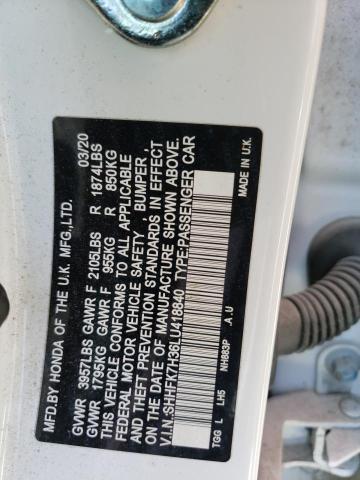 MFD.BY HONDA OF THE U.K. MFG.,LTD. 03/20
GVWR 3957LBS GAWR F 2105LBS R 1874LBS
GVWR 1795KG GAWR F 955KG R 850KG
THIS VEHICLE CONFORMS TO ALL APPLICABLE
FEDERAL MOTOR VEHICLE SAFETY , BUMPER ,
AND THEFT PREVENTION STANDARDS IN EFFECT
ON THE DATE OF MANUFACTURE SHOWN ABOVE.
V.I.N.:SHHFK7H36LU418840 TYPE:PASSENGER CAR
NH883P .A.U MADE IN U.K.
TGG L LH5